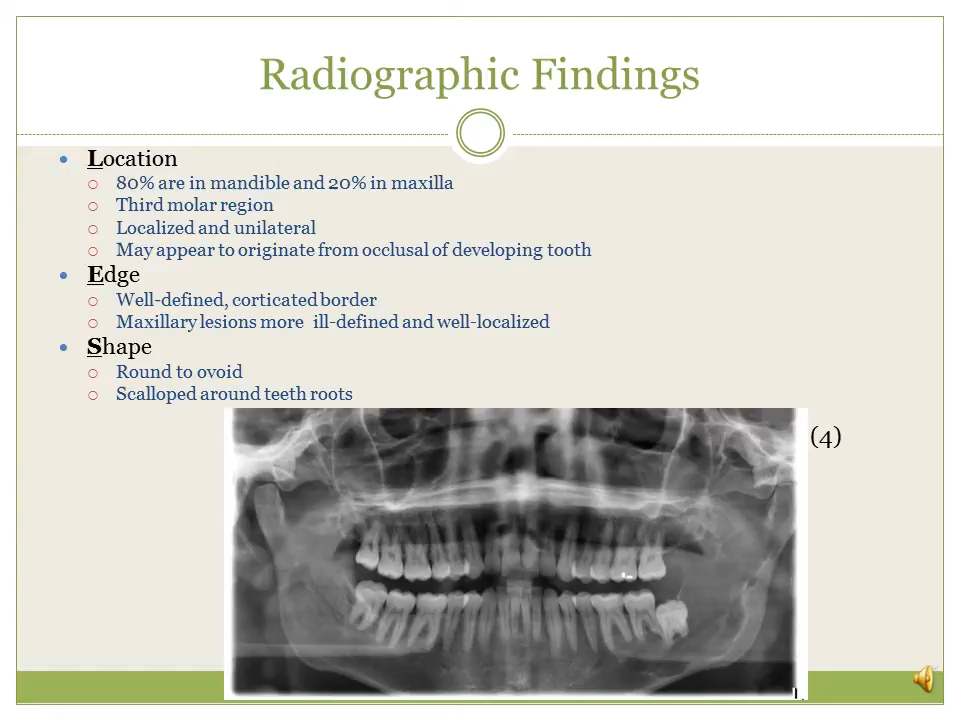 Radiographic Findings
Location
80% are in mandible and 20% in maxilla
Third molar region
Localized and unilateral
May appear to originate from occlusal of developing tooth
Edge
Well-defined, corticated border
Maxillary lesions more ill-defined and well-localized
Shape
Round to ovoid
Scalloped around teeth roots
(4)